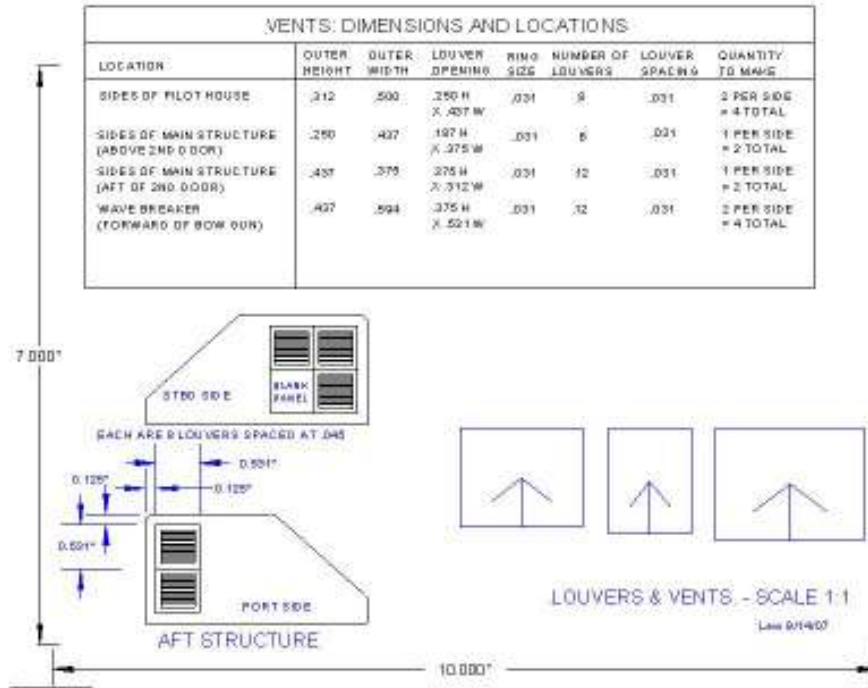 VENTS: DIMENSIONS AND LOCATIONS
LOCATION OUTER HEIGHT OUTER WIDTH LOUVER OPENING RING SIZE NUMBER OF LOUVERS LOUVER SPACING QUANTITY TO MAKE
SIDES OF PILOT HOUSE .312 .500 .250 H .031 .031 2 PER SIDE
X .437 W = 4 TOTAL
SIDES OF MAIN STRUCTURE .250 .437 .187 H .031 6 .031 1 PER SIDE
(ABOVE 2ND DOOR) X .375 W = 2 TOTAL
SIDES OF MAIN STRUCTURE .437 .375 .375 H .031 12 .031 1 PER SIDE
(AFT OF 2ND DOOR) X .312 W = 2 TOTAL
WAVE BREAKER .437 .594 .375 H .031 12 .031 2 PER SIDE
(FORWARD OF BOW GUN) X .531 W = 4 TOTAL
7.000"
STBD SIDE
BLANK
PANEL
EACH ARE 8 LOUVERS SPACED AT .045
0.531"
0.125"
0.125"
0.531"
PORT SIDE
AFT STRUCTURE
LOUVERS & VENTS. - SCALE 1:1
9/14/07
10.000"